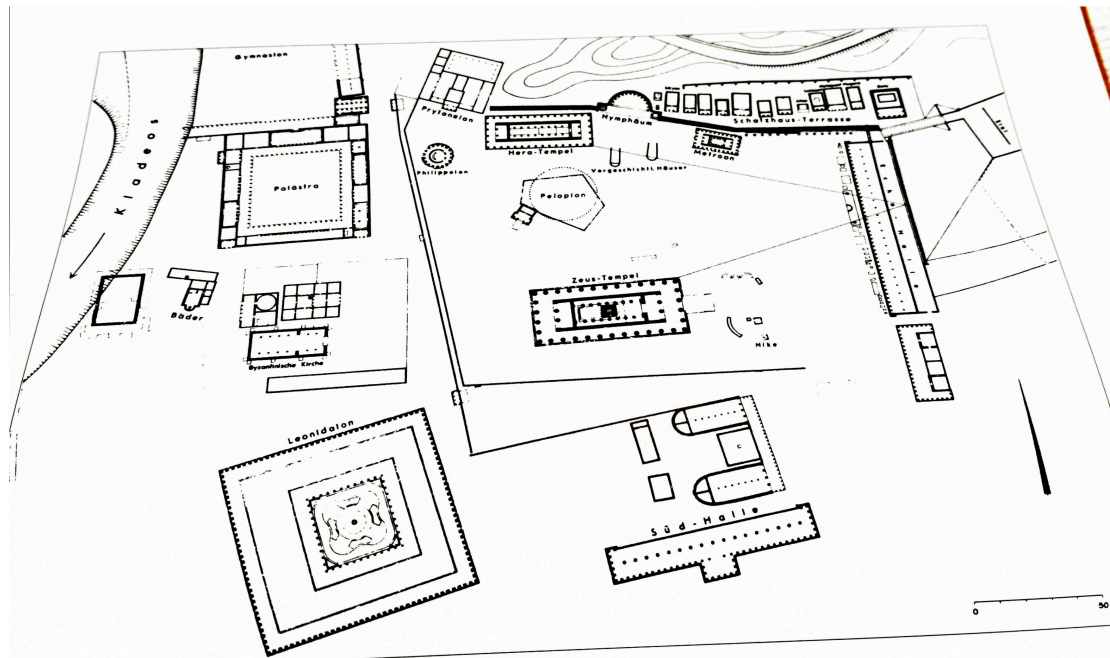 Gymnasion
Prytaneion
Nymphäum
Schatzhaus-Terrasse
Hera-Tempel
Metroon
Philippeion
Vorgeschichtl. Häuser
Kladeos
Palästra
Pelopion
Zeus-Tempel
Bäder
Nike
Byzantinische Kirche
Leonidaion
Süd-Halle
0
50